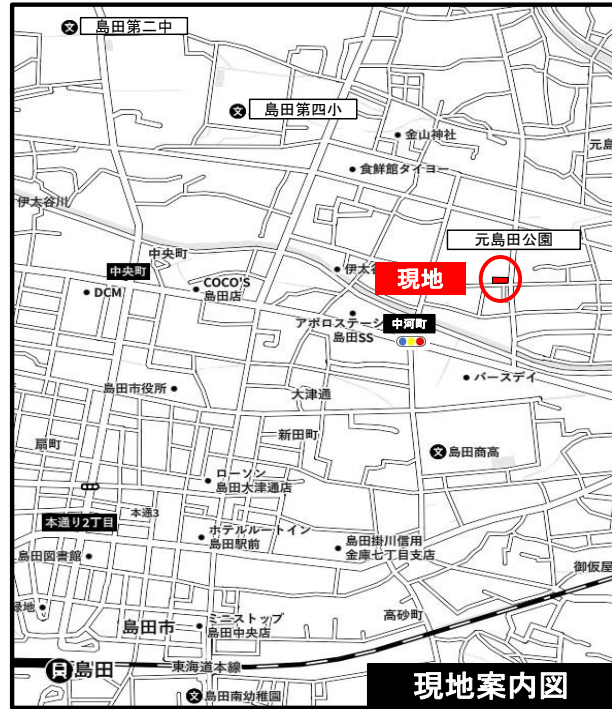 島田第二中
島田第四小
金山神社
食鮮館タイヨー
元島
伊太谷川
元島田公園
中央町
中央町
伊太谷
現地
DCM
COCO'S
島田店
アポロステーシ
島田SS
中河町
バースデイ
島田市役所
大津通
新田町
扇町
島田商高
ローソン
島田大津通店
本通り2丁目
本通3
ホテルルートイン
島田駅前
島田掛川信用
金庫七丁目支店
島田図書館
御仮屋
緑地
高砂町
島田市
ミニストップ
島田中央店
島田
東海道本線
現地案内図
島田南幼稚園
文
文
文
文